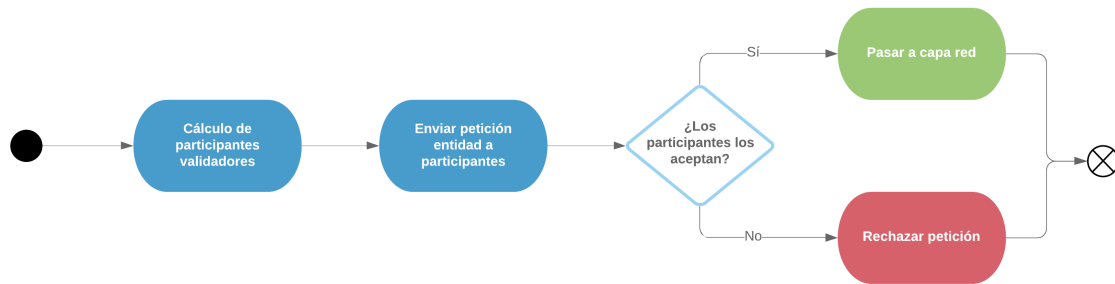 Cálculo de
participantes
validadores
Enviar petición
entidad a
participantes
¿Los
participantes los
aceptan?
Sí
Pasar a capa red
No
Rechazar petición